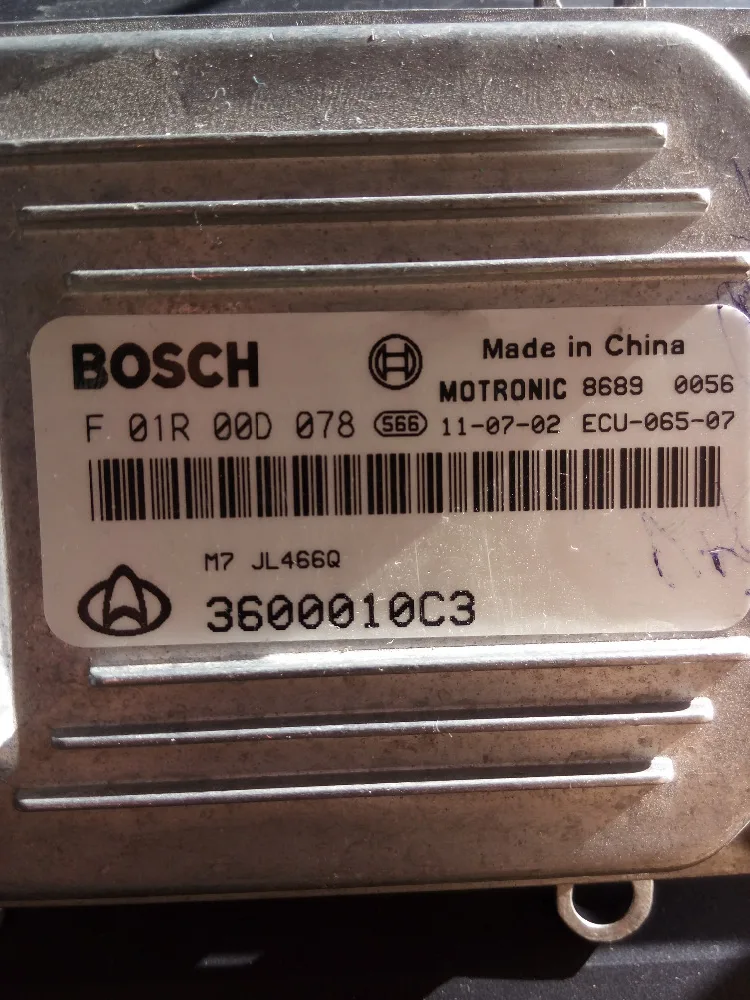 BOSCH
Made in China
MOTRONIC 8689 0056
F 01R 00D 078 566 11-07-02 ECU-065-07
M7 JL466Q
3600010C3